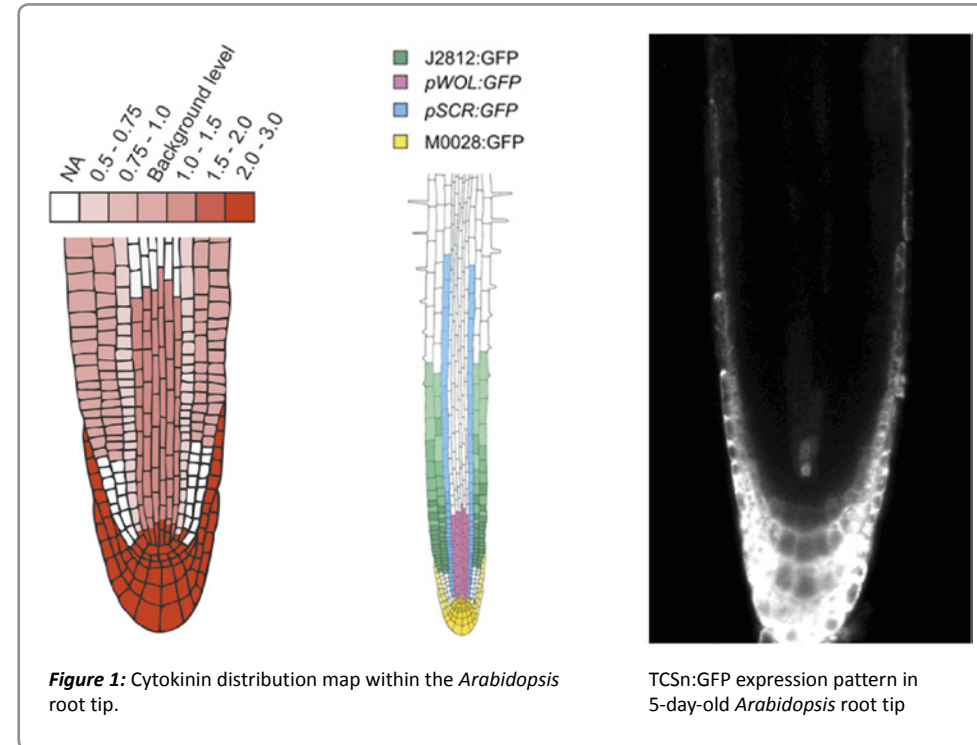 NA
0.5 - 0.75
0.75 - 1.0
Background level
1.0 - 1.5
1.5 - 2.0
2.0 - 3.0
J2812:GFP
pWOL:GFP
pSCR:GFP
M0028:GFP
Figure 1: Cytokinin distribution map within the Arabidopsis
root tip.
TCSn:GFP expression pattern in
5-day-old Arabidopsis root tip